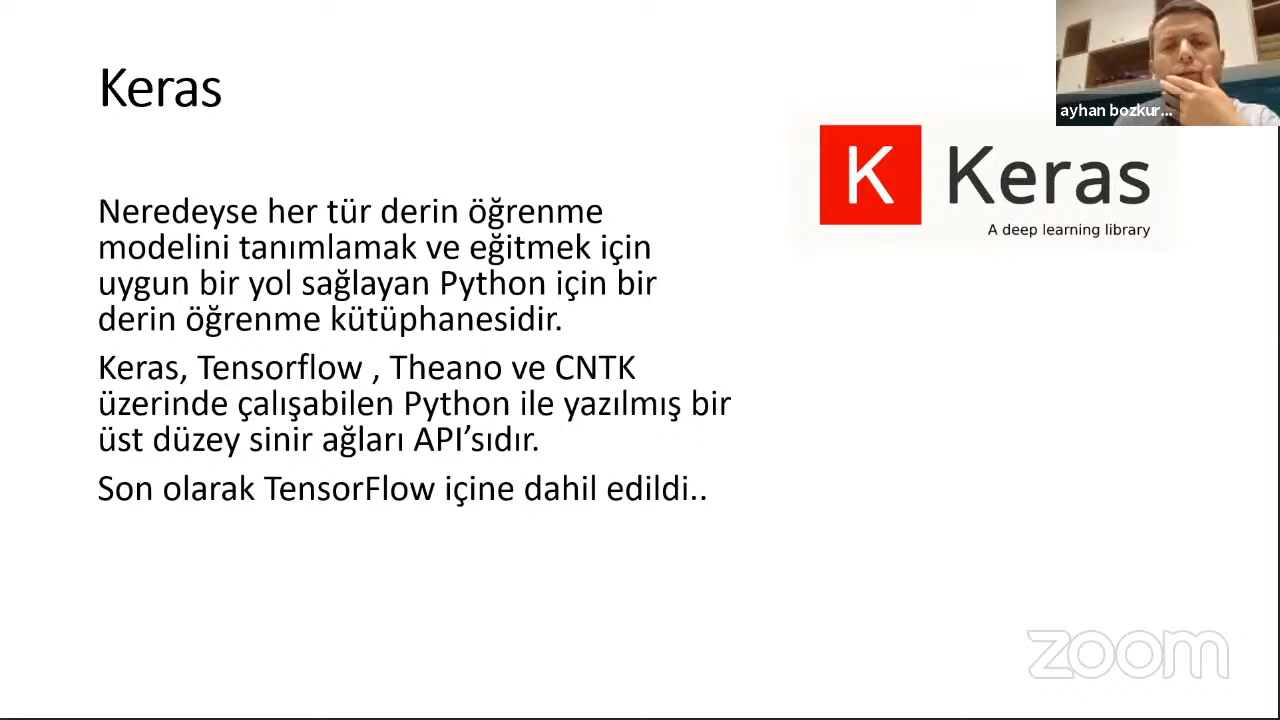 Keras
ayhan bozkur...
K Keras
A deep learning library
Neredeyse her tür derin öğrenme
modelini tanımlamak ve eğitmek için
uygun bir yol sağlayan Python için bir
derin öğrenme kütüphanesidir.
Keras, Tensorflow , Theano ve CNTK
üzerinde çalışabilen Python ile yazılmış bir
üst düzey sinir ağları API’sıdır.
Son olarak TensorFlow içine dahil edildi..
zoom